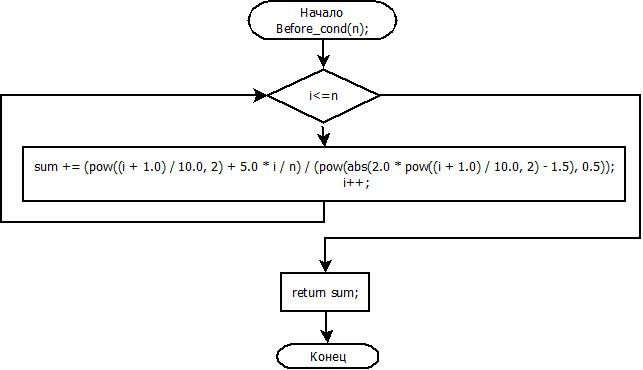 Начало
Before_cond(n);
i<=n
sum += (pow((i + 1.0) / 10.0, 2) + 5.0 * i / n) / (pow(abs(2.0 * pow((i + 1.0) / 10.0, 2) - 1.5), 0.5));
i++;
return sum;
Конец